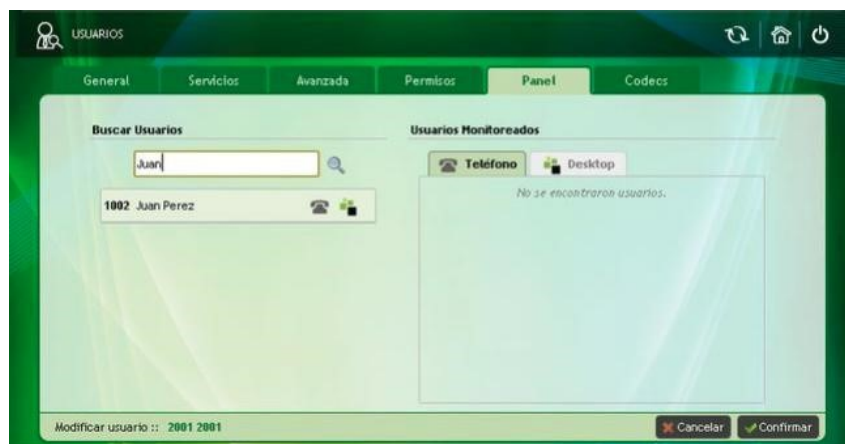 USUARIOS
General Servicios Avanzada Permisos Panel Codecs
Buscar Usuarios
Juan
1002 Juan Perez
Usuarios Monitoreados
Teléfono Desktop
No se encontraron usuarios.
Modificar usuario :: 2001 2001
Cancelar Confirmar